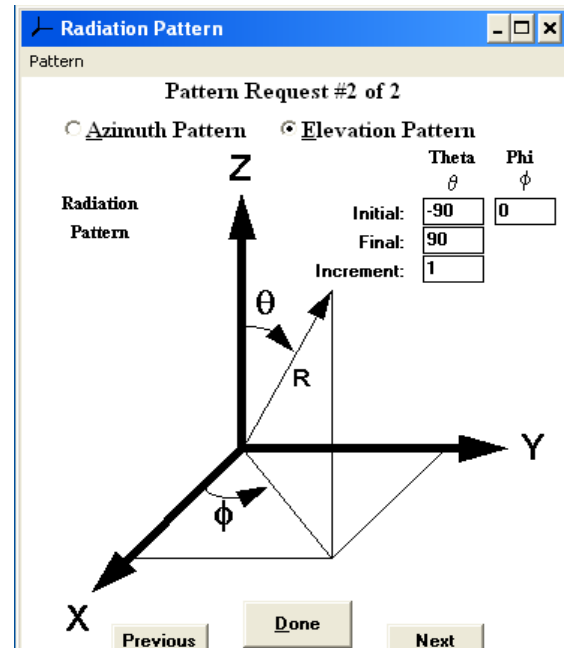 Radiation Pattern
Pattern
Pattern Request #2 of 2
Azimuth Pattern Elevation Pattern
Theta Phi
θ ϕ
Radiation
Pattern
Initial: -90 0
Final: 90
Increment: 1
Z
θ
R
Y
ϕ
X
Previous Done Next